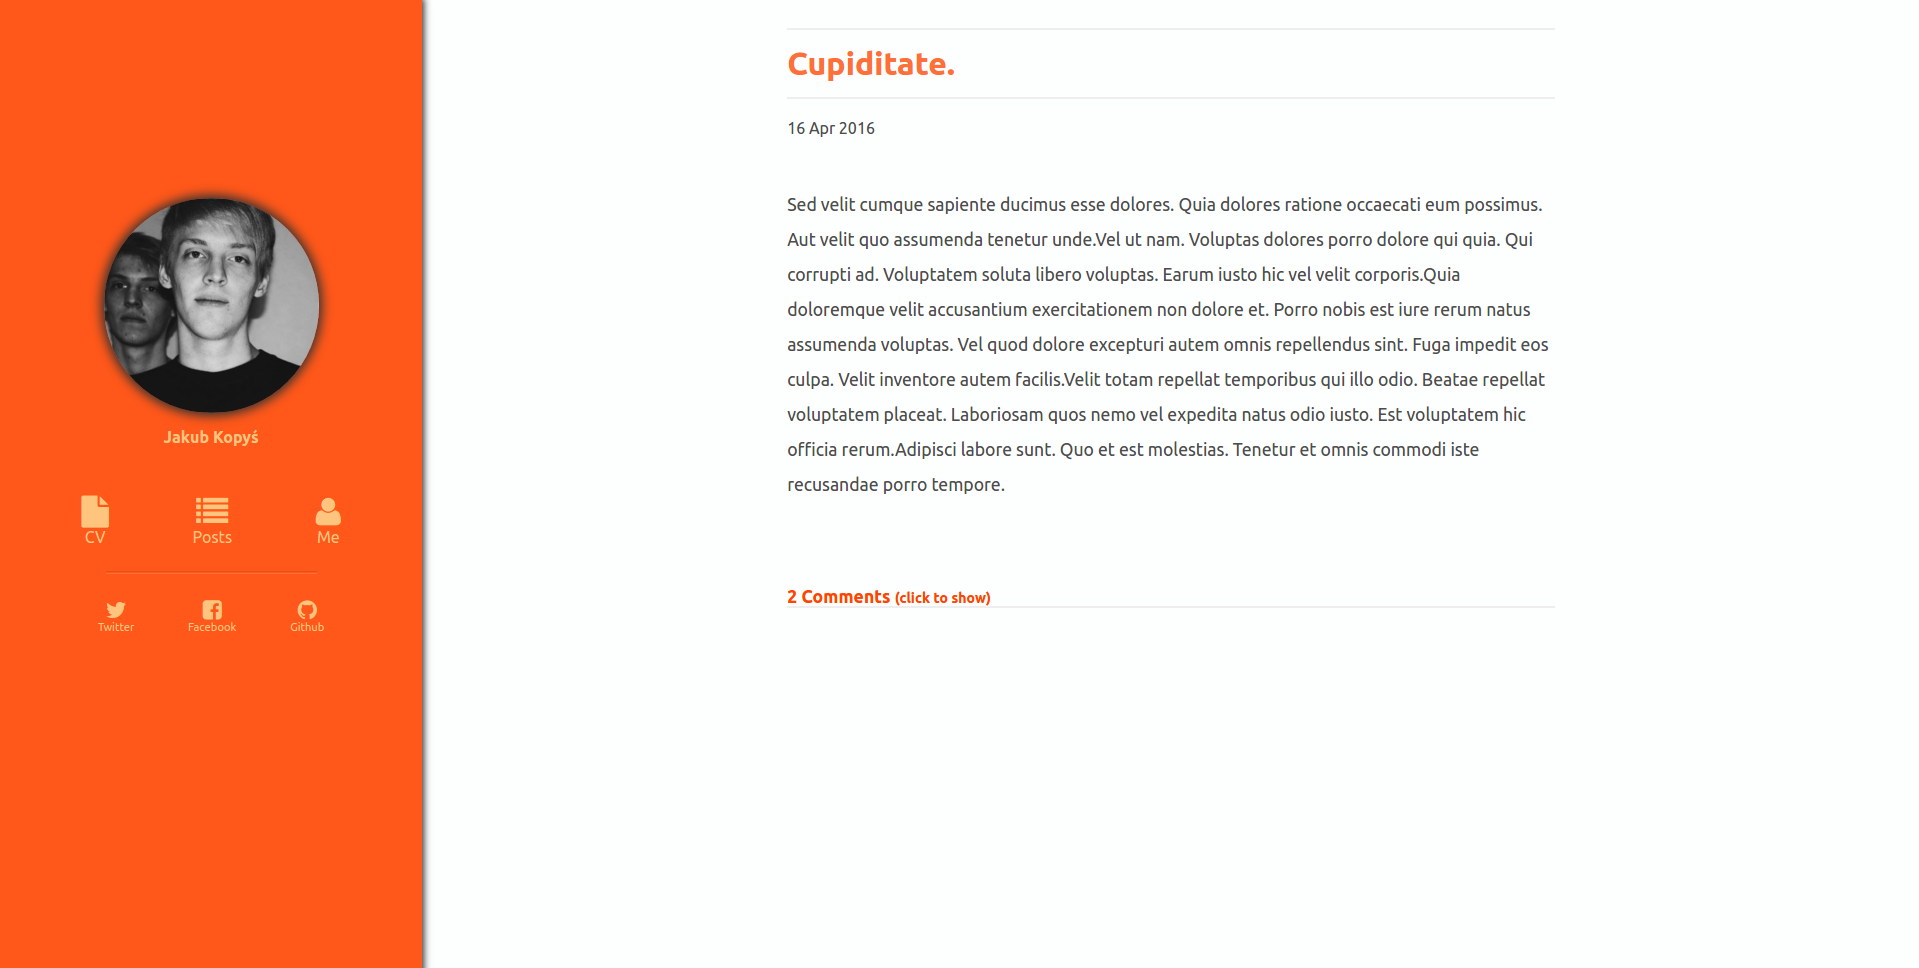 Jakub Kopyś
CV
Posts
Me
Twitter
Facebook
Github
Cupiditate.
16 Apr 2016
Sed velit cumque sapiente ducimus esse dolores. Quia dolores ratione occaecati eum possimus.
Aut velit quo assumenda tenetur unde.Vel ut nam. Voluptas dolores porro dolore qui quia. Qui
corrupti ad. Voluptatem soluta libero voluptas. Earum iusto hic vel velit corporis.Quia
doloremque velit accusantium exercitationem non dolore et. Porro nobis est iure rerum natus
assumenda voluptas. Vel quod dolore excepturi autem omnis repellendus sint. Fuga impedit eos
culpa. Velit inventore autem facilis.Velit totam repellat temporibus qui illo odio. Beatae repellat
voluptatem placeat. Laboriosam quos nemo vel expedita natus odio iusto. Est voluptatem hic
officia rerum.Adipisci labore sunt. Quo et est molestias. Tenetur et omnis commodi iste
recusandae porro tempore.
2 Comments (click to show)